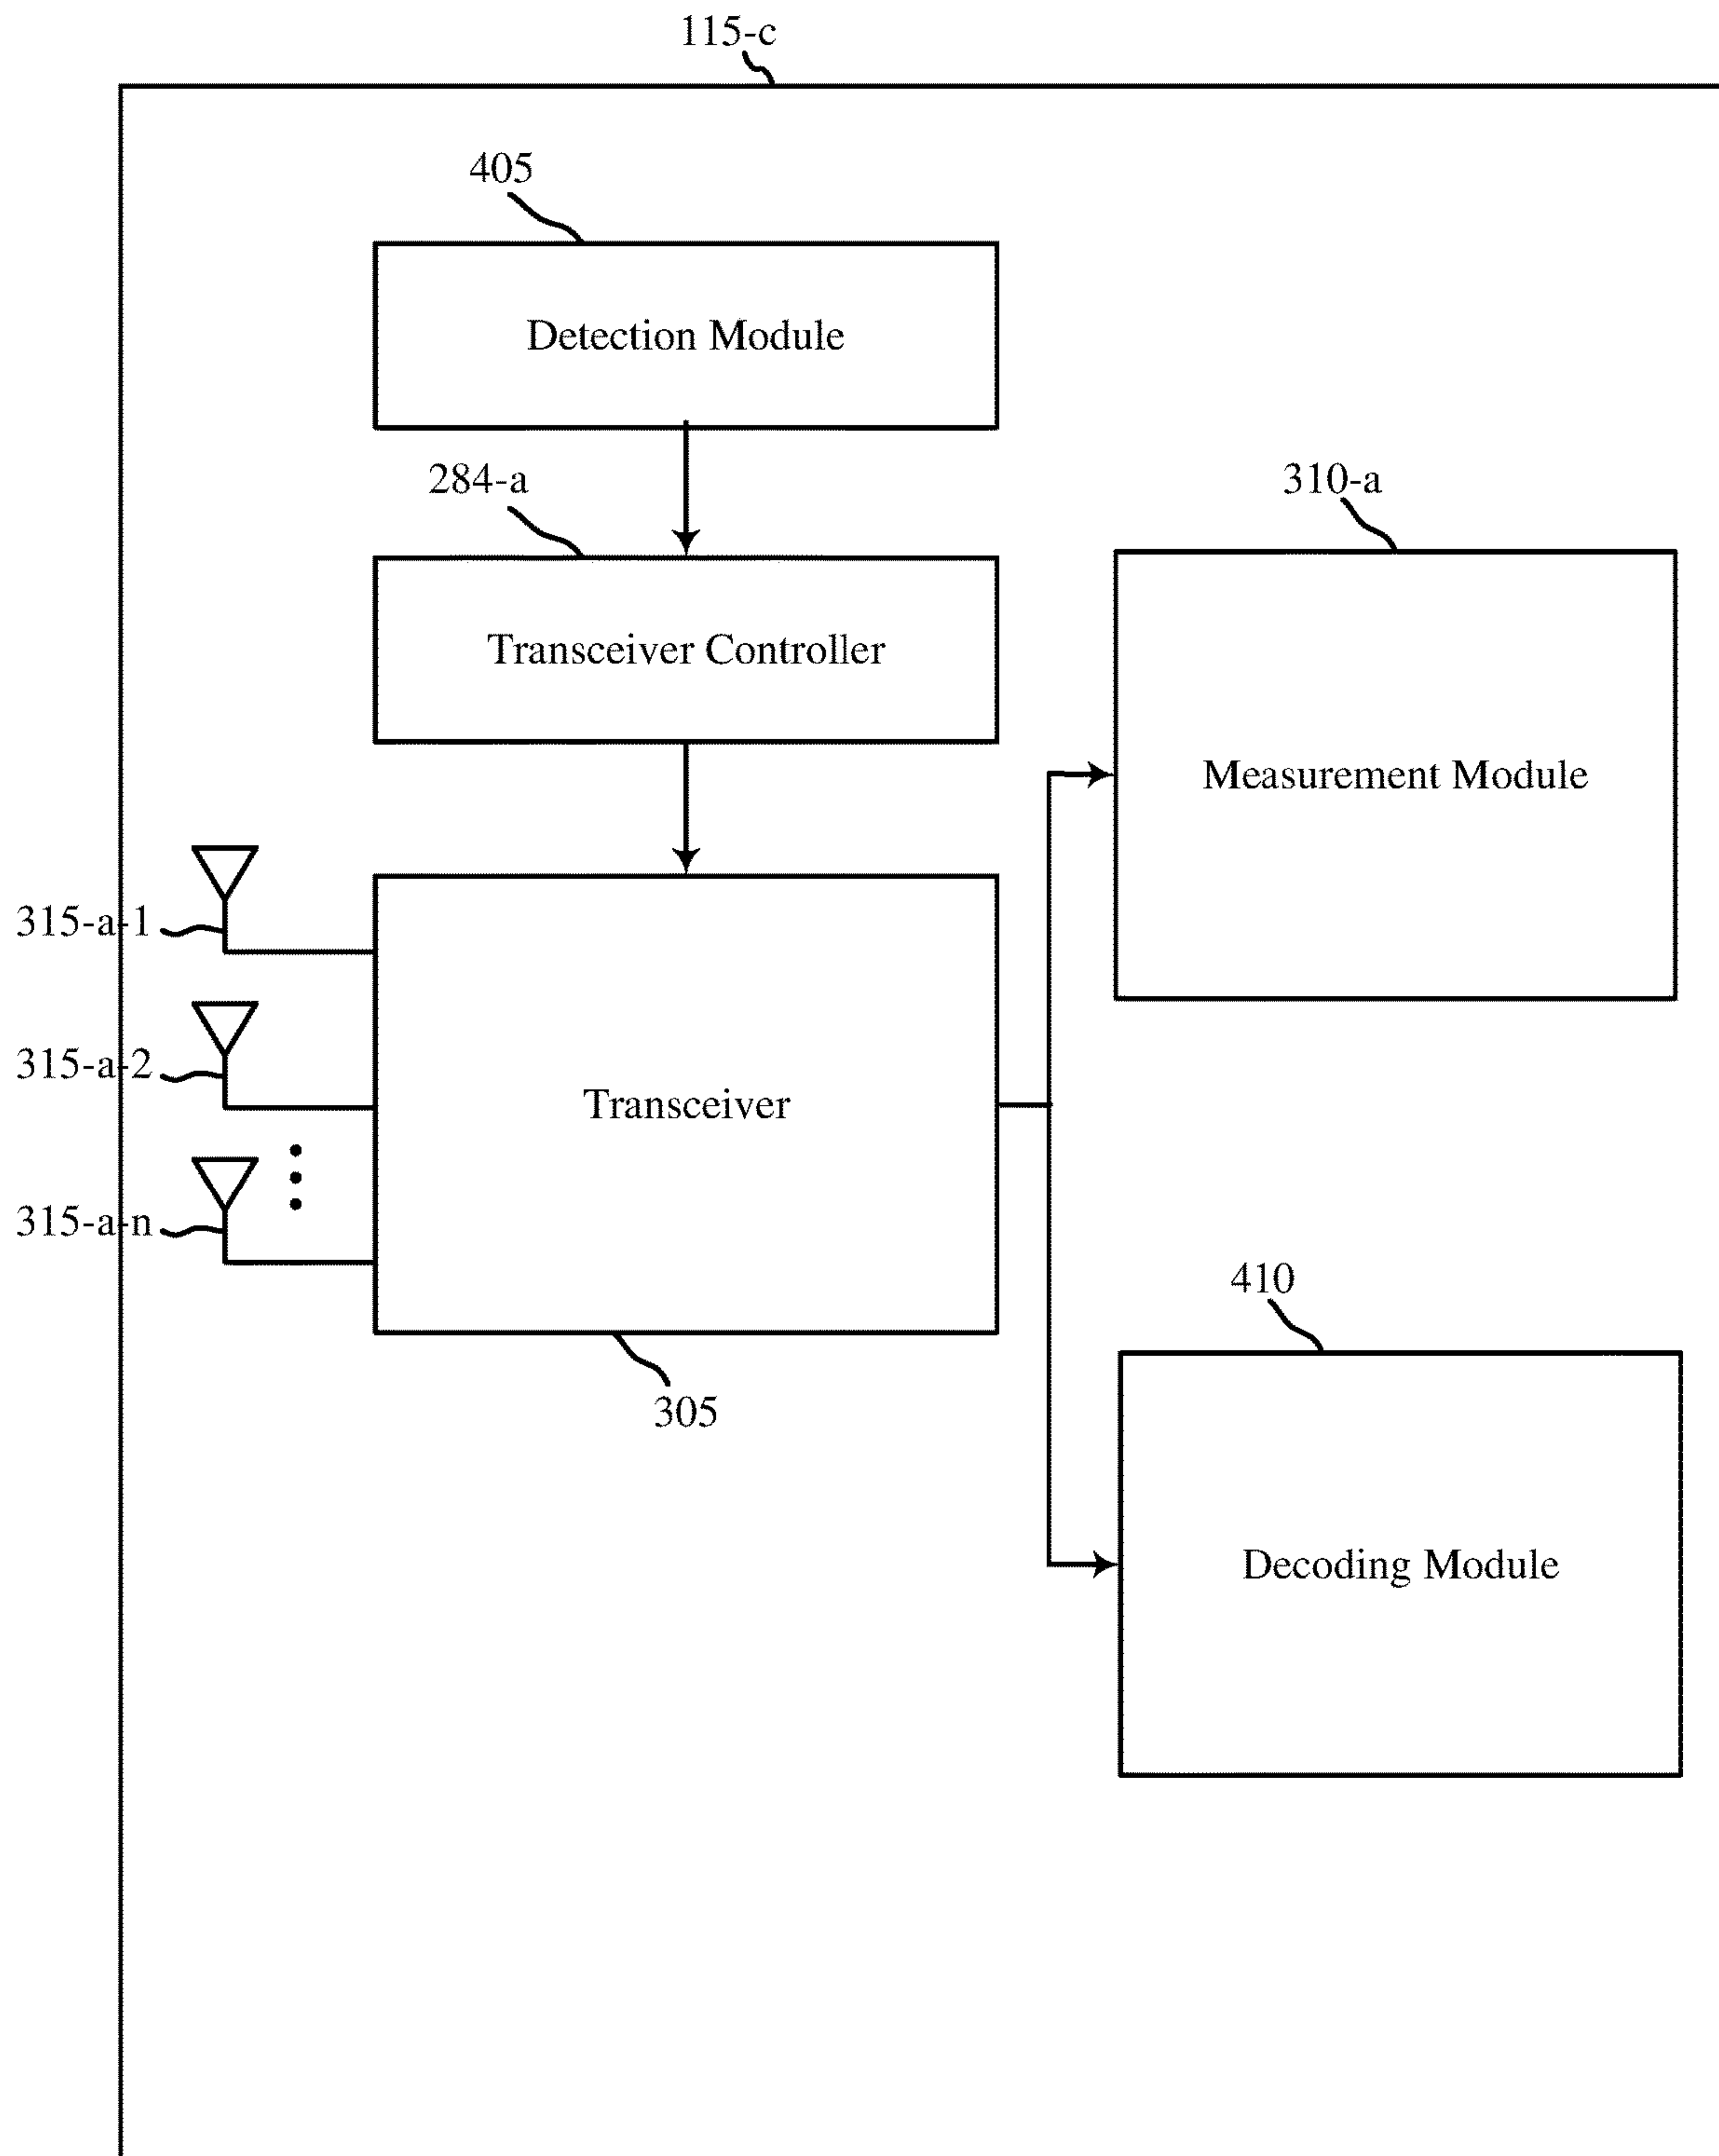 115-c
405
Detection Module
284-a
310-a
Transceiver Controller
Measurement Module
315-a-1
315-a-2
Transceiver
315-a-n
410
305
Decoding Module